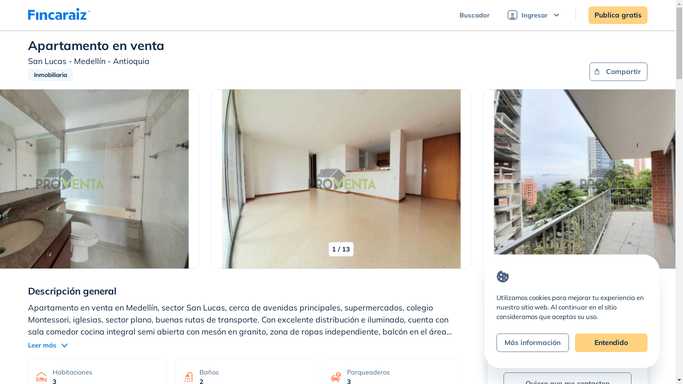 Fincaraiz
Buscador
Ingresar
Publica gratis
Apartamento en venta
San Lucas - Medellín - Antioquia
Inmobiliaria
Compartir
PROVENTA
PROVENTA
PROVENTA
1 / 13
Descripción general
Apartamento en venta en Medellín, sector San Lucas, cerca de avenidas principales, supermercados, colegio
Montessori, iglesias, sector plano, buenas rutas de transporte. Con excelente distribución e iluminado, cuenta con
sala comedor cocina integral semi abierta con mesón en granito, zona de ropas independiente, balcón en el área...
Leer más
Habitaciones
3
Baños
2
Parqueaderos
3
Utilizamos cookies para mejorar tu experiencia en
nuestro sitio web. Al continuar en el sitio
consideramos que aceptas su uso.
Más información
Entendido
Quiero que me contacten